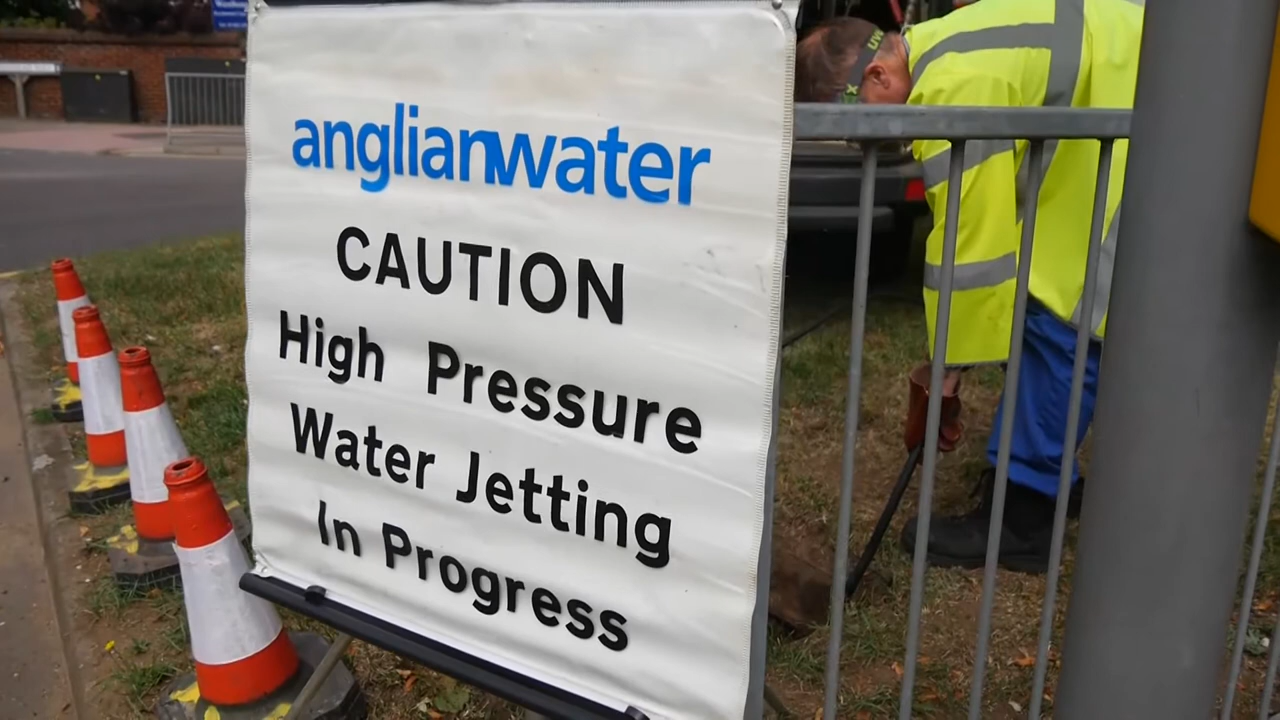 anglianwater
CAUTION
High Pressure
Water Jetting
In Progress